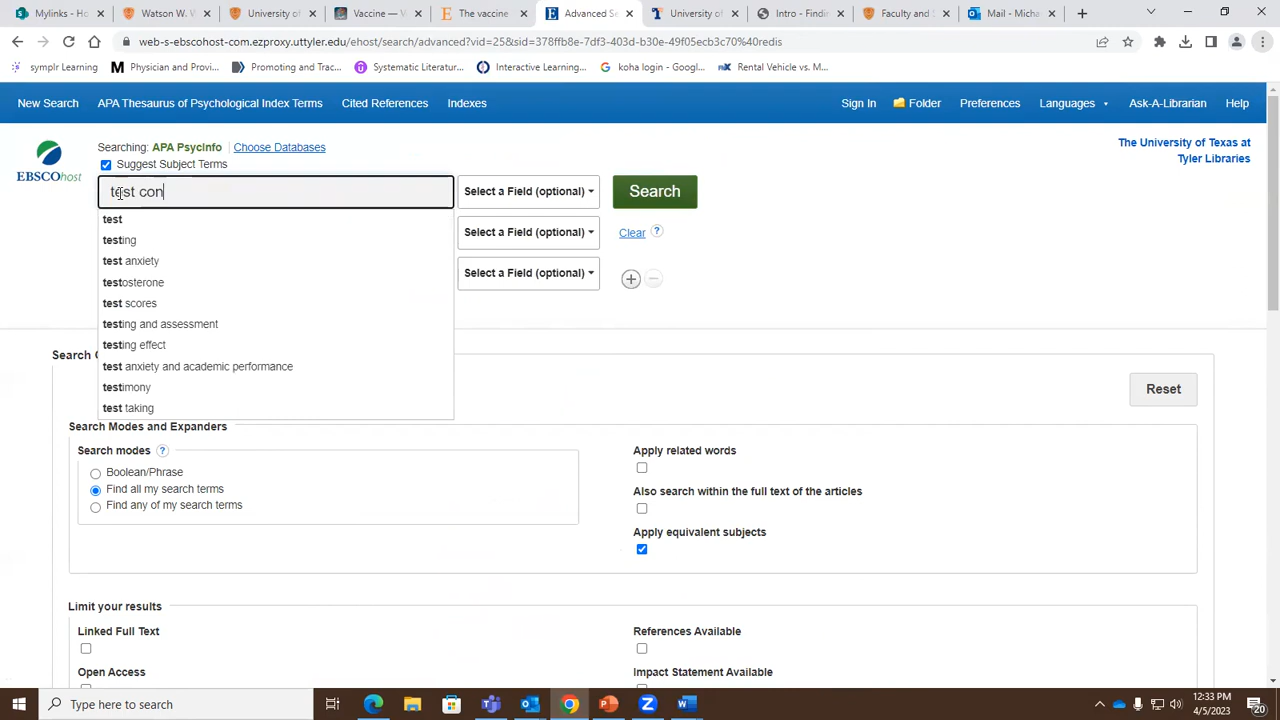 Mylinks - Ho
Watson W. W
University of
Vaccine — W
The vaccine
Advanced Se
University
Intro - Findin
Faculty and S
Mail - Micha
web-s-ebscohost-com.ezproxy.uttyler.edu/ehost/search/advanced?vid=25&sid=378ffb8e-7df3-403d-b30e-49f05ecb3c70%40redis
symplr Learning
Physician and Provi...
Promoting and Trac...
Systematic Literatur...
Interactive Learning...
koha login - Googl...
Rental Vehicle vs. M...
New Search
APA Thesaurus of Psychological Index Terms
Cited References
Indexes
Sign In
Folder
Preferences
Languages
Ask-A-Librarian
Help
EBSCOhost
Searching: APA PsycInfo
Choose Databases
Suggest Subject Terms
The University of Texas at
Tyler Libraries
test con
Select a Field (optional)
Search
test
testing
Select a Field (optional)
Clear ?
test anxiety
testosterone
Select a Field (optional)
test scores
testing and assessment
testing effect
test anxiety and academic performance
testimony
test taking
Search
Reset
Search Modes and Expanders
Search modes ?
Boolean/Phrase
Find all my search terms
Find any of my search terms
Apply related words
Also search within the full text of the articles
Apply equivalent subjects
Limit your results
Linked Full Text
References Available
Open Access
Impact Statement Available
Type here to search
12:33 PM
4/5/2023
20